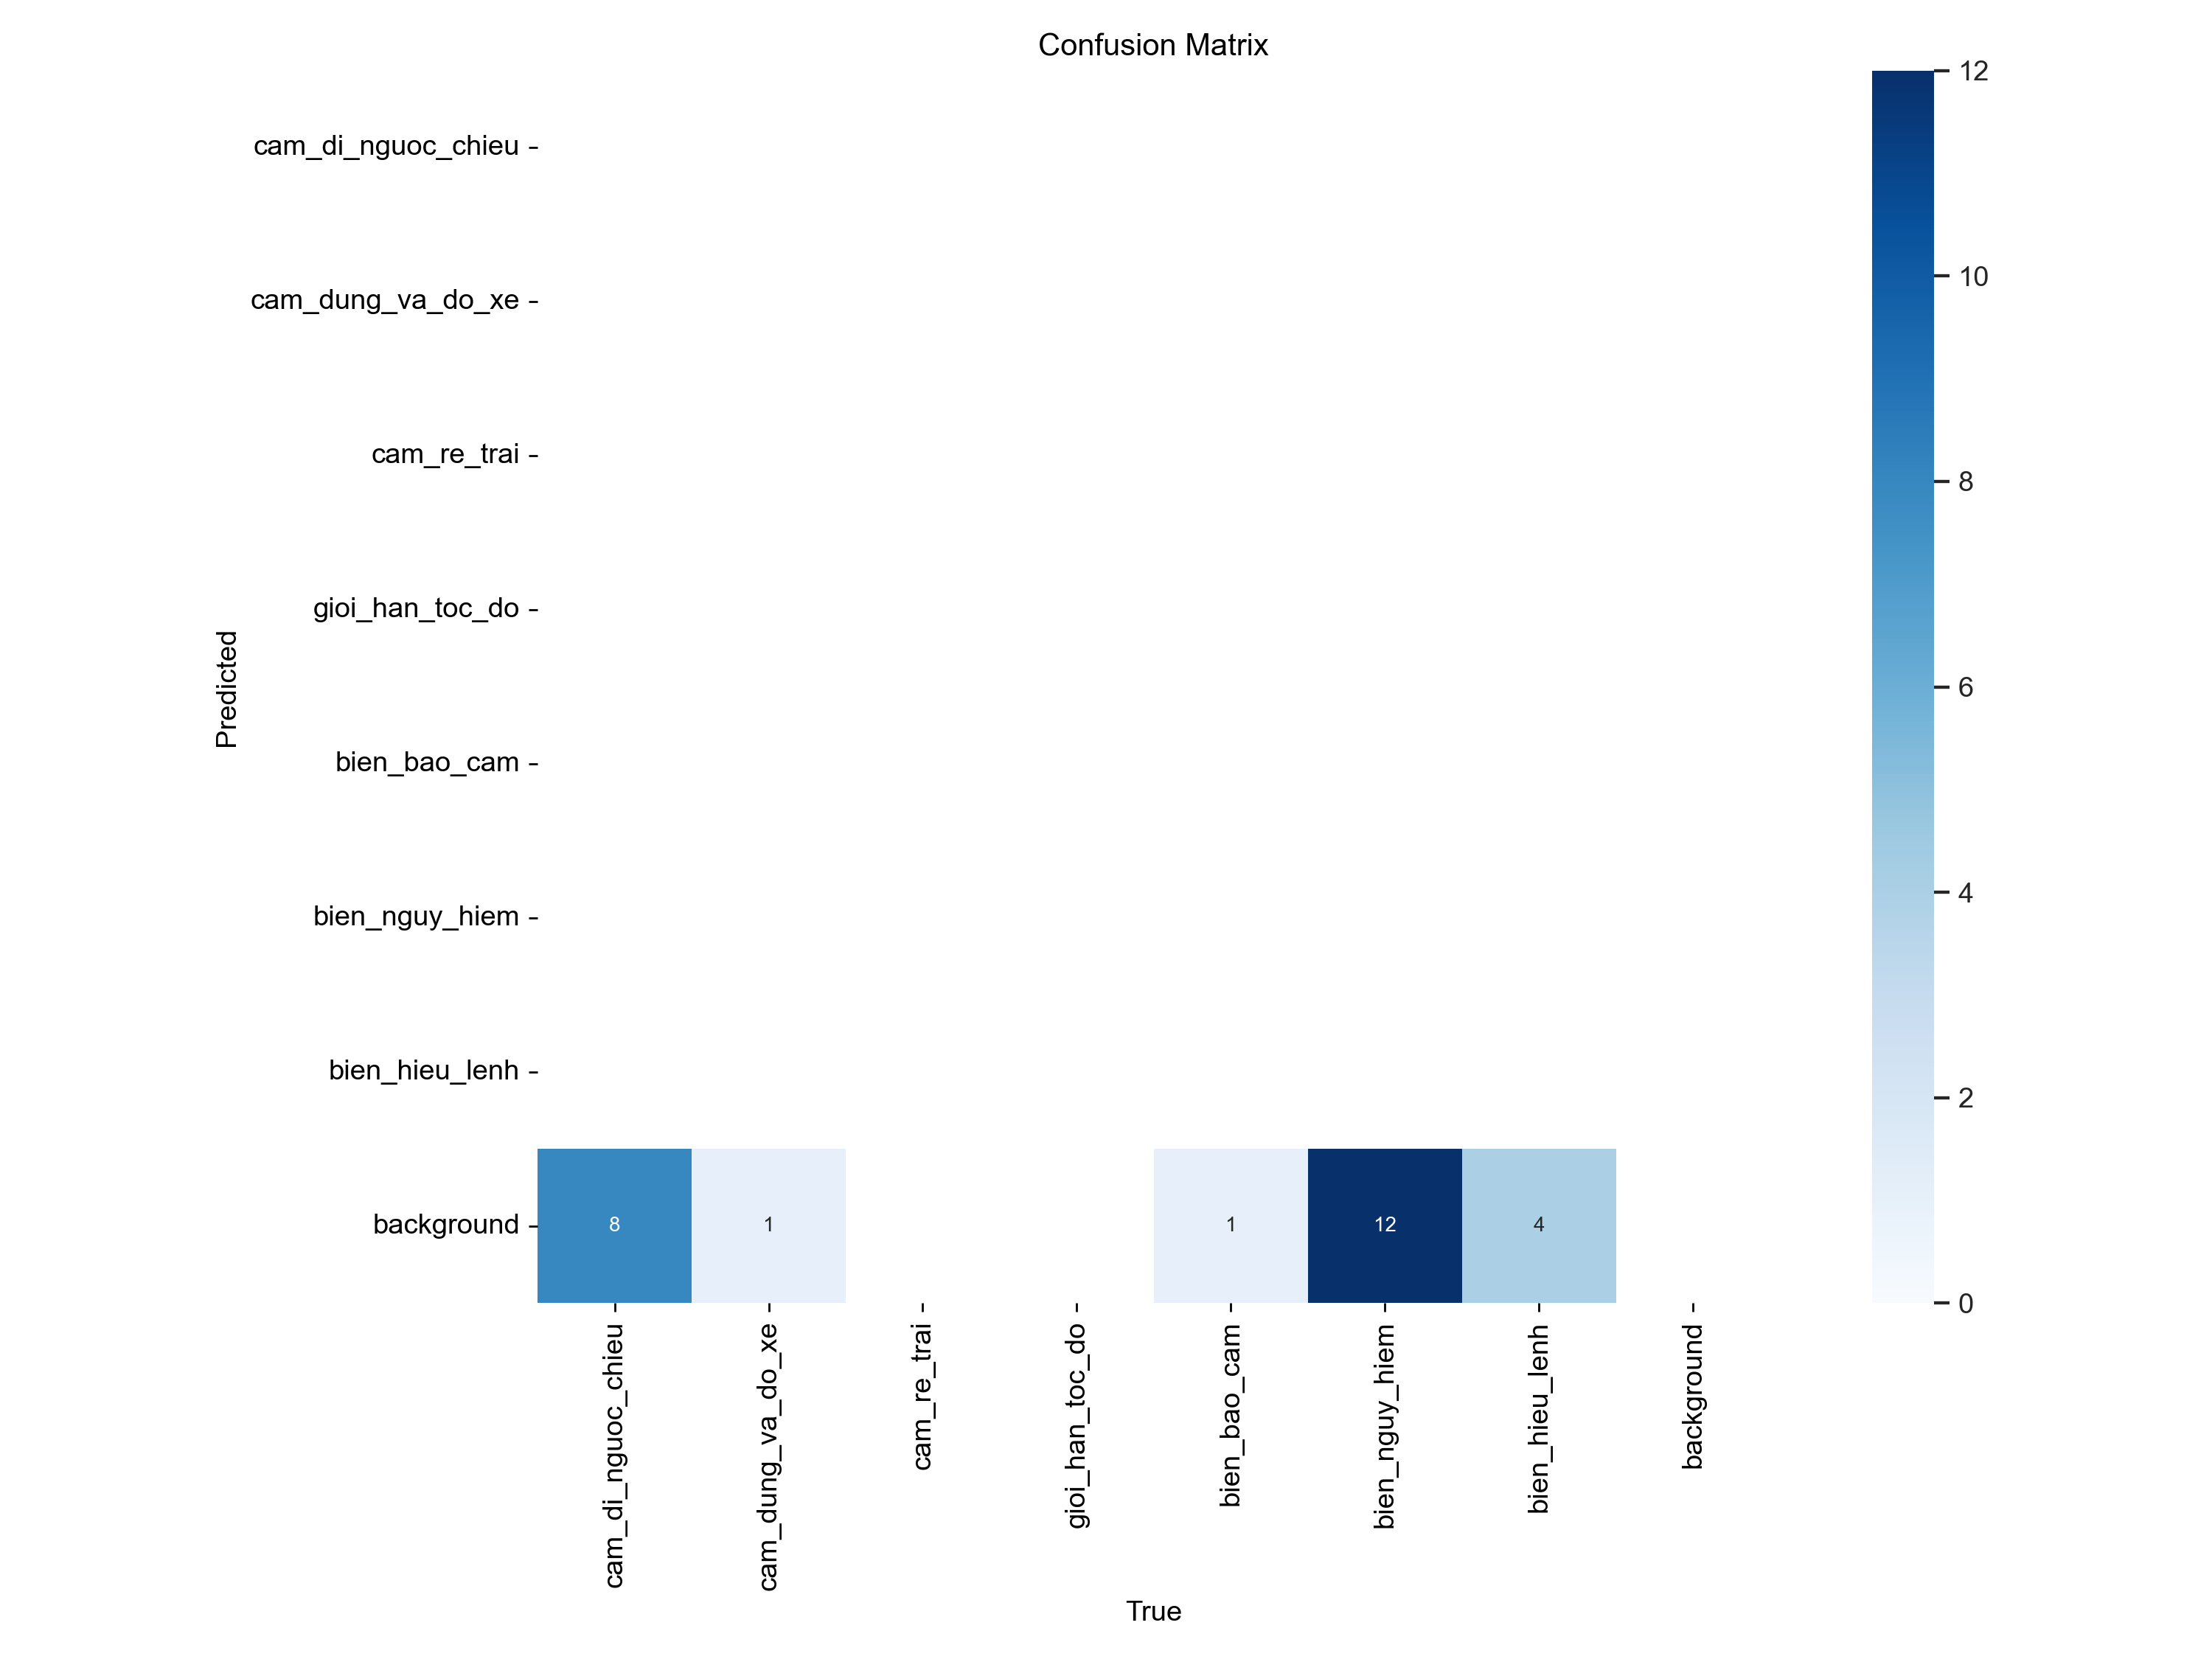 Confusion Matrix
cam_di_nguoc_chieu
cam_dung_va_do_xe
cam_re_trai
gioi_han_toc_do
bien_bao_cam
bien_nguy_hiem
bien_hieu_lenh
background
Predicted
8
1
1
12
4
cam_di_nguoc_chieu
cam_dung_va_do_xe
cam_re_trai
gioi_han_toc_do
bien_bao_cam
bien_nguy_hiem
bien_hieu_lenh
background
True
12
10
8
6
4
2
0